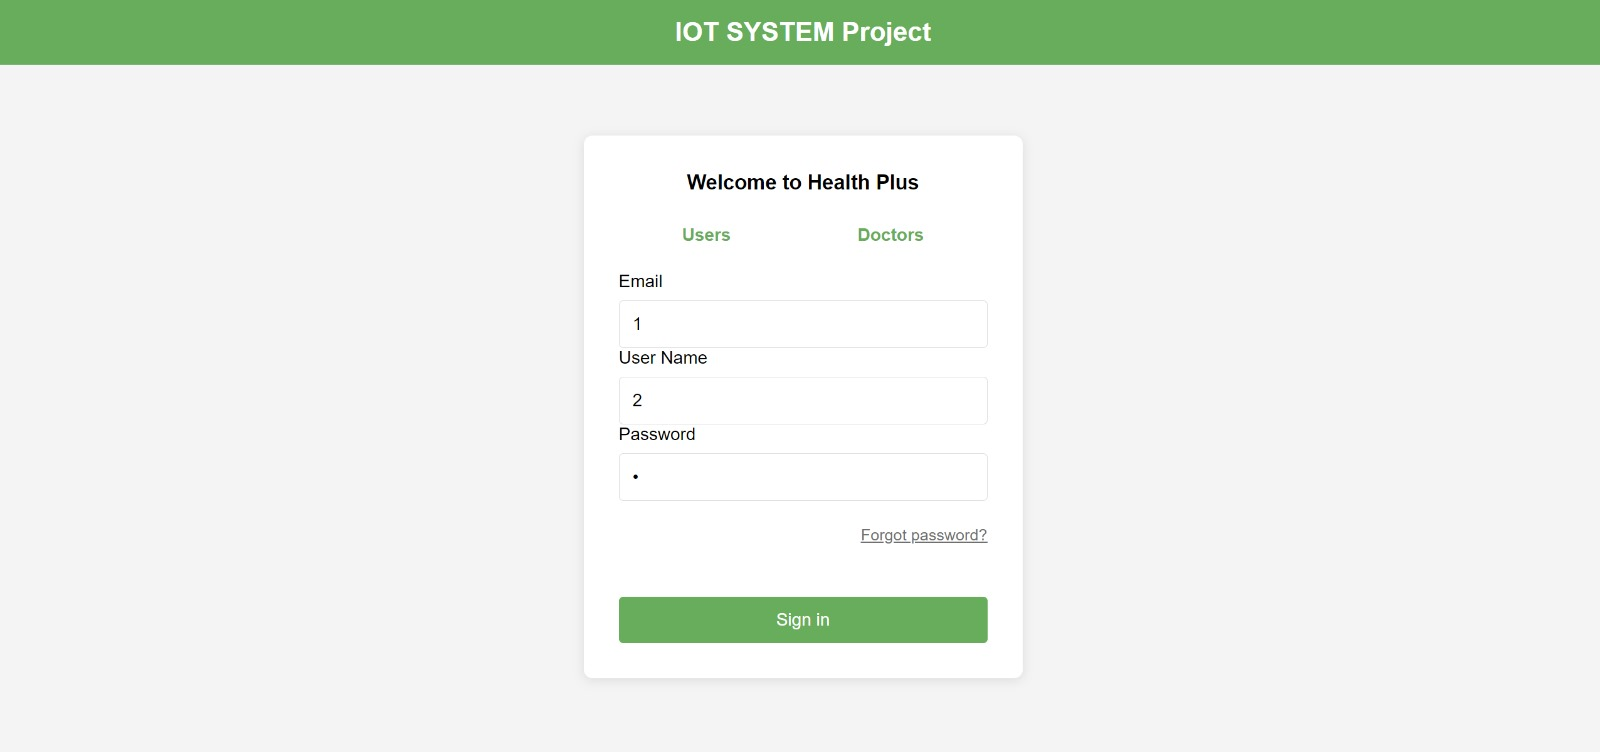 IOT SYSTEM Project
Welcome to Health Plus
Users Doctors
Email
1
User Name
2
Password
•
Forgot password?
Sign in